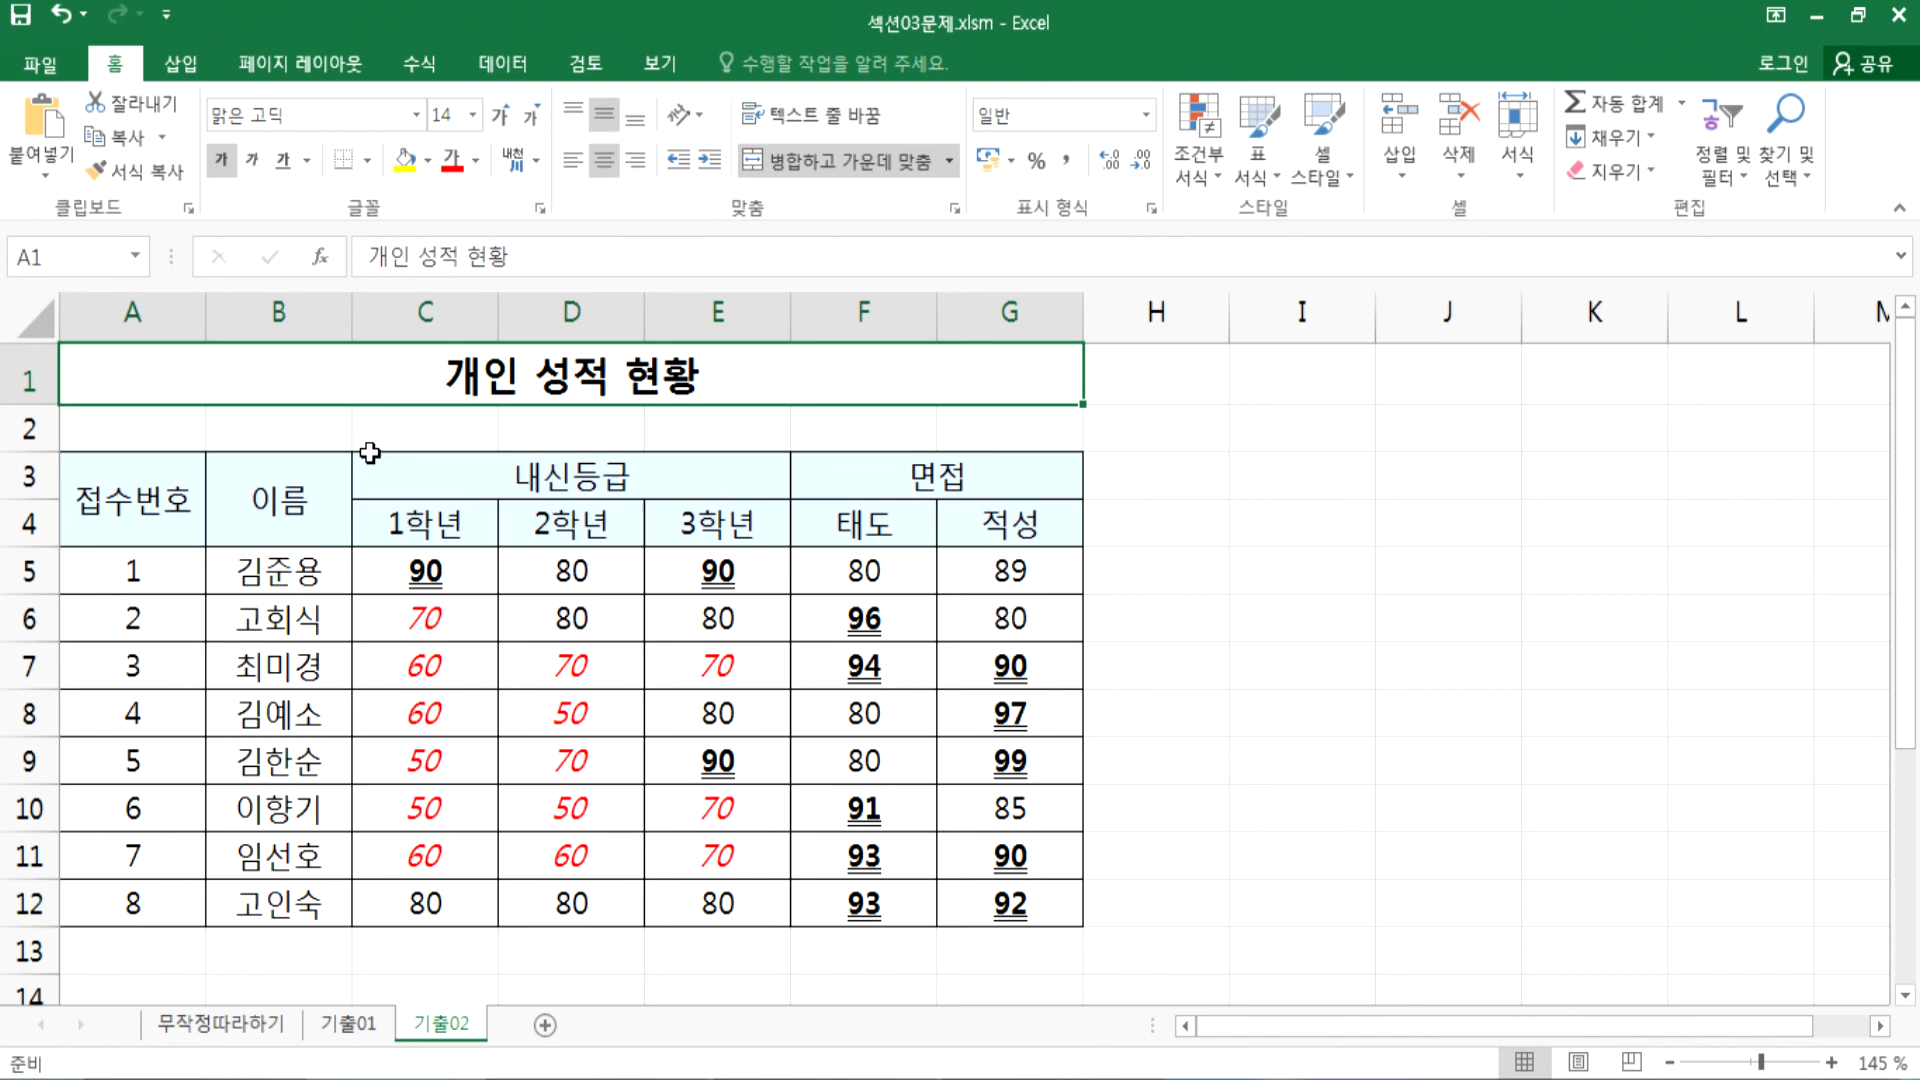 섹션03문제.xlsm - Excel
파일 홈 삽입 페이지 레이아웃 수식 데이터 검토 보기 수행할 작업을 알려 주세요. 로그인 공유
붙여넣기 잘라내기 복사 서식 복사
클립보드
맑은 고딕 14 가 가
가 가 가 가 내천 川
글꼴
텍스트 줄 바꿈
병합하고 가운데 맞춤
맞춤
일반
% , .00 .00
표시 형식
조건부 서식 표 서식 셀 스타일
스타일
삽입 삭제 서식
셀
자동 합계 채우기 지우기 정렬 및 필터 찾기 및 선택
편집
A1 fx 개인 성적 현황
A B C D E F G H I J K L M
1 개인 성적 현황
2
3 접수번호 이름 내신등급 면접
4 1학년 2학년 3학년 태도 적성
5 1 김준용 90 80 90 80 89
6 2 고회식 70 80 80 96 80
7 3 최미경 60 70 70 94 90
8 4 김예소 60 50 80 80 97
9 5 김한순 50 70 90 80 99
10 6 이향기 50 50 70 91 85
11 7 임선호 60 60 70 93 90
12 8 고인숙 80 80 80 93 92
13
14
무작정따라하기 기출01 기출02
준비 145 %